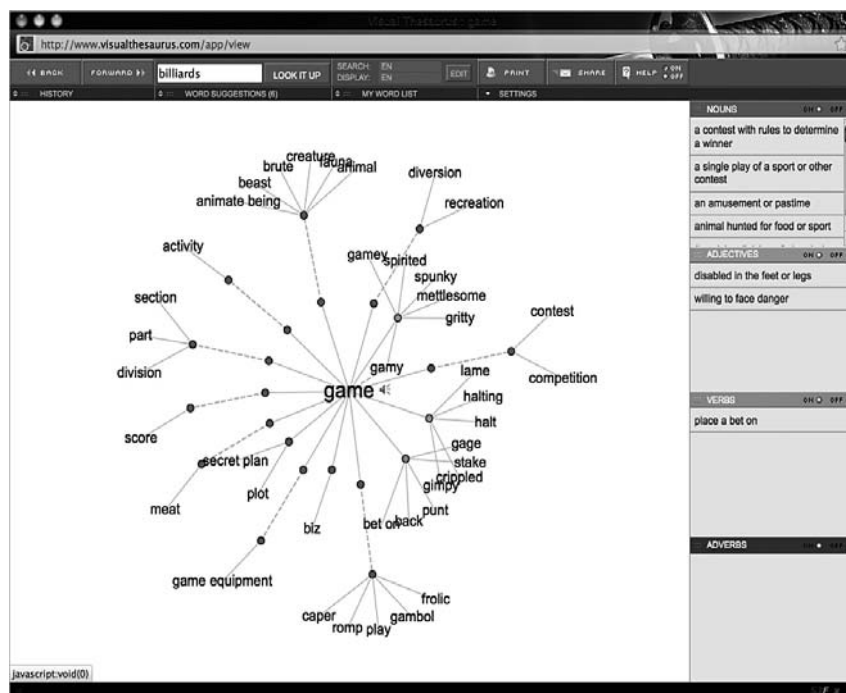 Visual Thesaurus : game
http://www.visualthesaurus.com/app/view
BACK
FORWARD
billiards
LOOK IT UP
SEARCH: EN
DISPLAY: EN
EDIT
PRINT
SHARE
HELP
ON
OFF
HISTORY
WORD SUGGESTIONS (6)
MY WORD LIST
SETTINGS
creature
brute
fauna
animal
beast
animate being
diversion
recreation
activity
gamey
spirited
spunky
mettlesome
gritty
section
part
division
contest
competition
gamy
game
lame
halting
halt
score
secret plan
meat
plot
gage
stake
crippled
gimpy
punt
back
bet on
biz
game equipment
frolic
caper
gambol
romp
play
NOUNS ON OFF
a contest with rules to determine
a winner
a single play of a sport or other
contest
an amusement or pastime
animal hunted for food or sport
ADJECTIVES ON OFF
disabled in the feet or legs
willing to face danger
VERBS ON OFF
place a bet on
ADVERBS ON OFF
javascript:void(0)